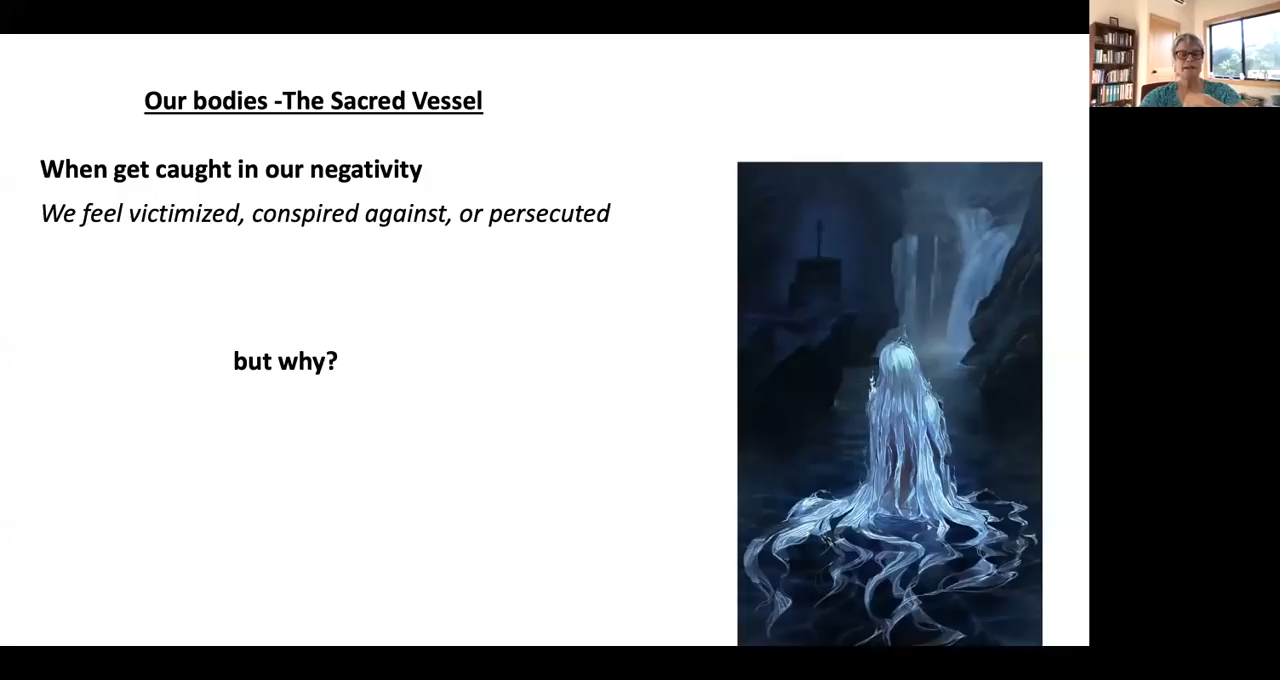 Our bodies -The Sacred Vessel
When get caught in our negativity
We feel victimized, conspired against, or persecuted
but why?